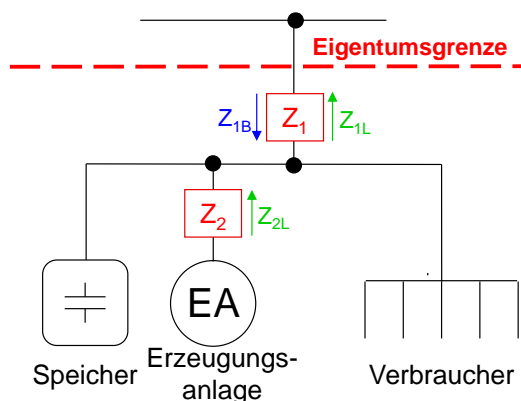 Eigentumsgrenze
Z1B Z1 Z1L
Z2 Z2L
EA
Speicher Erzeugungs- Verbraucher
anlage